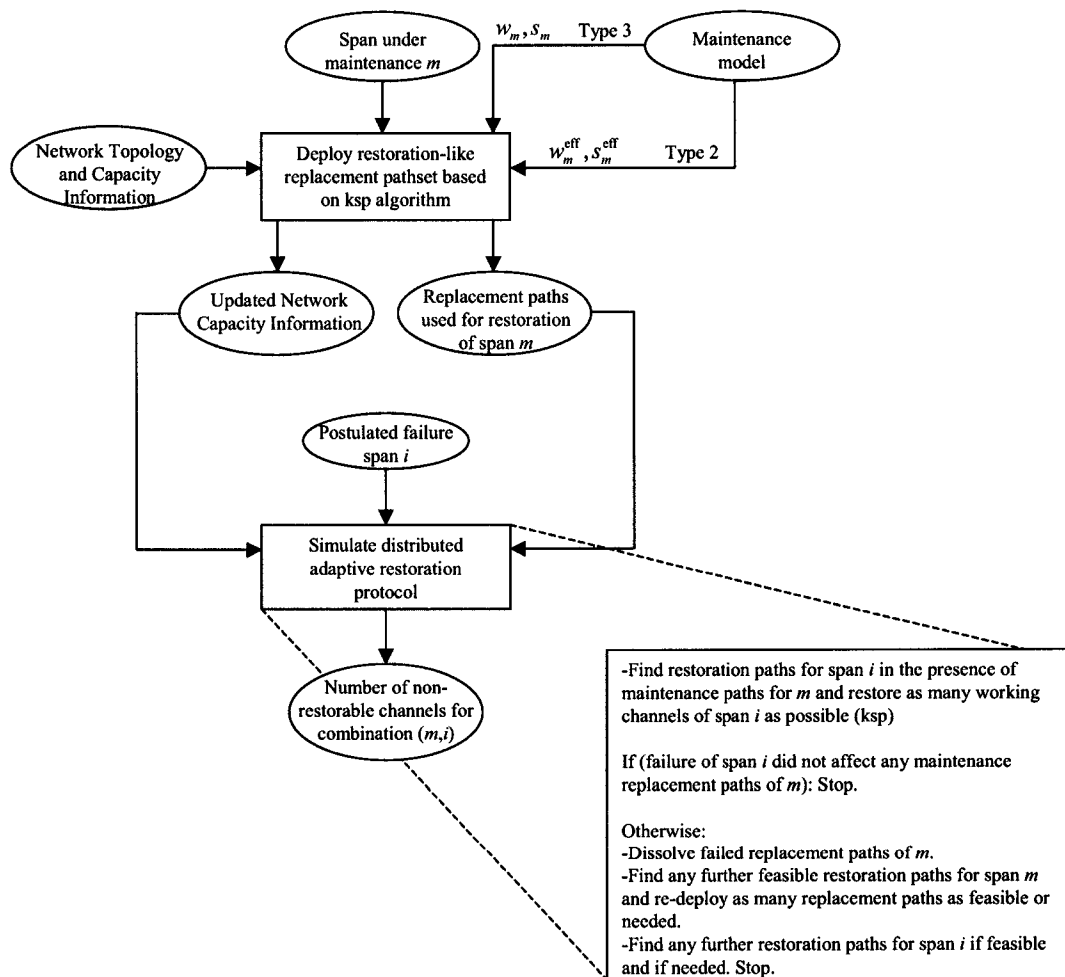 Span under
maintenance m
w_m, s_m Type 3
Maintenance
model
Network Topology
and Capacity
Information
Deploy restoration-like
replacement pathset based
on ksp algorithm
w_m^eff, s_m^eff Type 2
Updated Network
Capacity Information
Replacement paths
used for restoration
of span m
Postulated failure
span i
Simulate distributed
adaptive restoration
protocol
Number of non-
restorable channels for
combination (m,i)
-Find restoration paths for span i in the presence of
maintenance paths for m and restore as many working
channels of span i as possible (ksp)
If (failure of span i did not affect any maintenance
replacement paths of m): Stop.
Otherwise:
-Dissolve failed replacement paths of m.
-Find any further feasible restoration paths for span m
and re-deploy as many replacement paths as feasible or
needed.
-Find any further restoration paths for span i if feasible
and if needed. Stop.